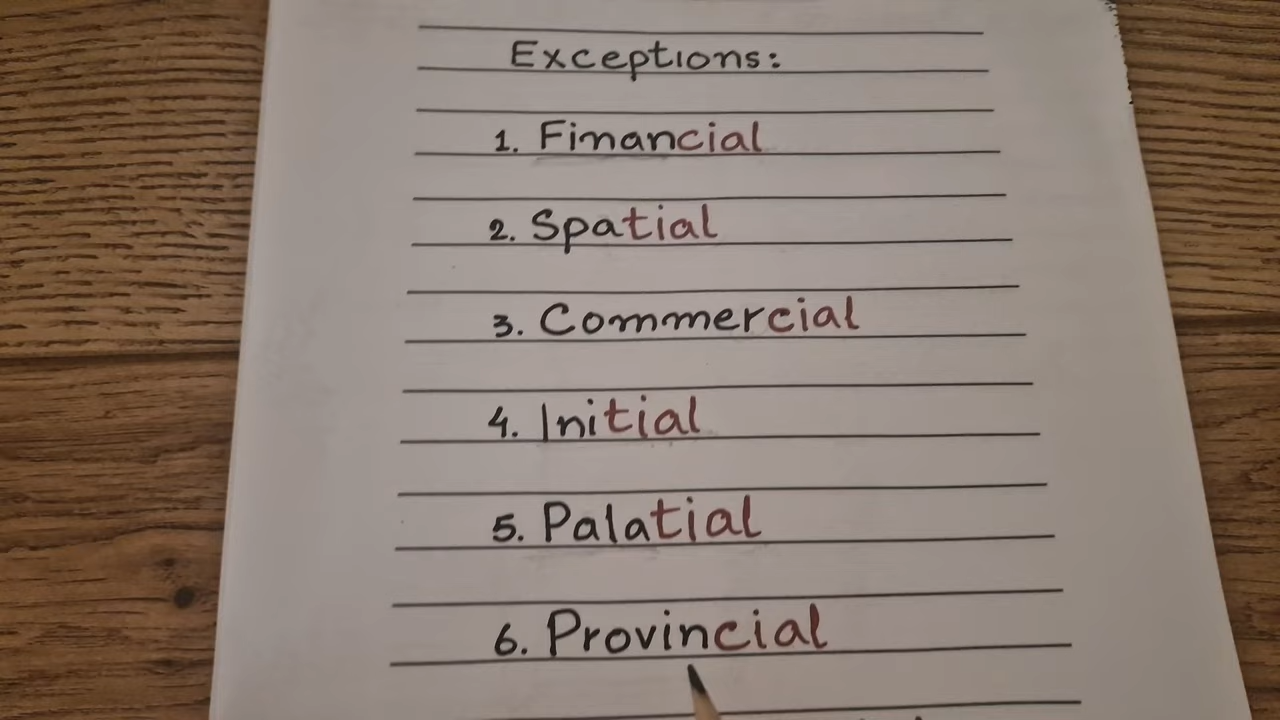 Exceptions:
1. Financial
2. Spatial
3. Commercial
4. Initial
5. Palatial
6. Provincial